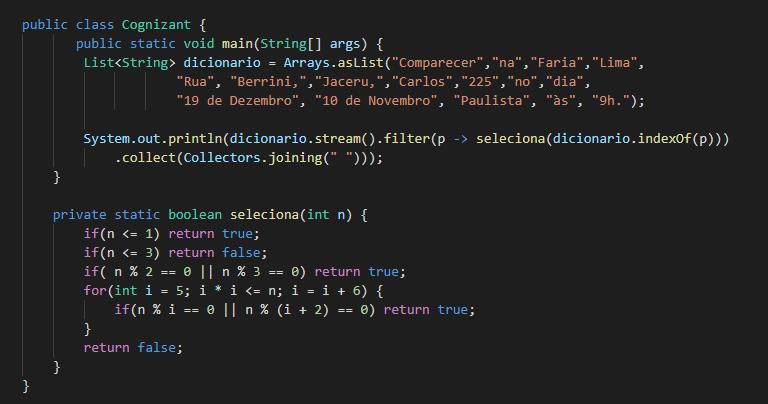 public class Cognizant {
public static void main(String[] args) {
List<String> dicionario = Arrays.asList("Comparecer","na","Faria","Lima",
"Rua", "Berrini,","Jaceru,","Carlos","225","no","dia",
"19 de Dezembro", "10 de Novembro", "Paulista", "às", "9h.");
System.out.println(dicionario.stream().filter(p -> seleciona(dicionario.indexOf(p)))
.collect(Collectors.joining(" ")));
}
private static boolean seleciona(int n) {
if(n <= 1) return true;
if(n <= 3) return false;
if( n % 2 == 0 || n % 3 == 0) return true;
for(int i = 5; i * i <= n; i = i + 6) {
if(n % i == 0 || n % (i + 2) == 0) return true;
}
return false;
}
}